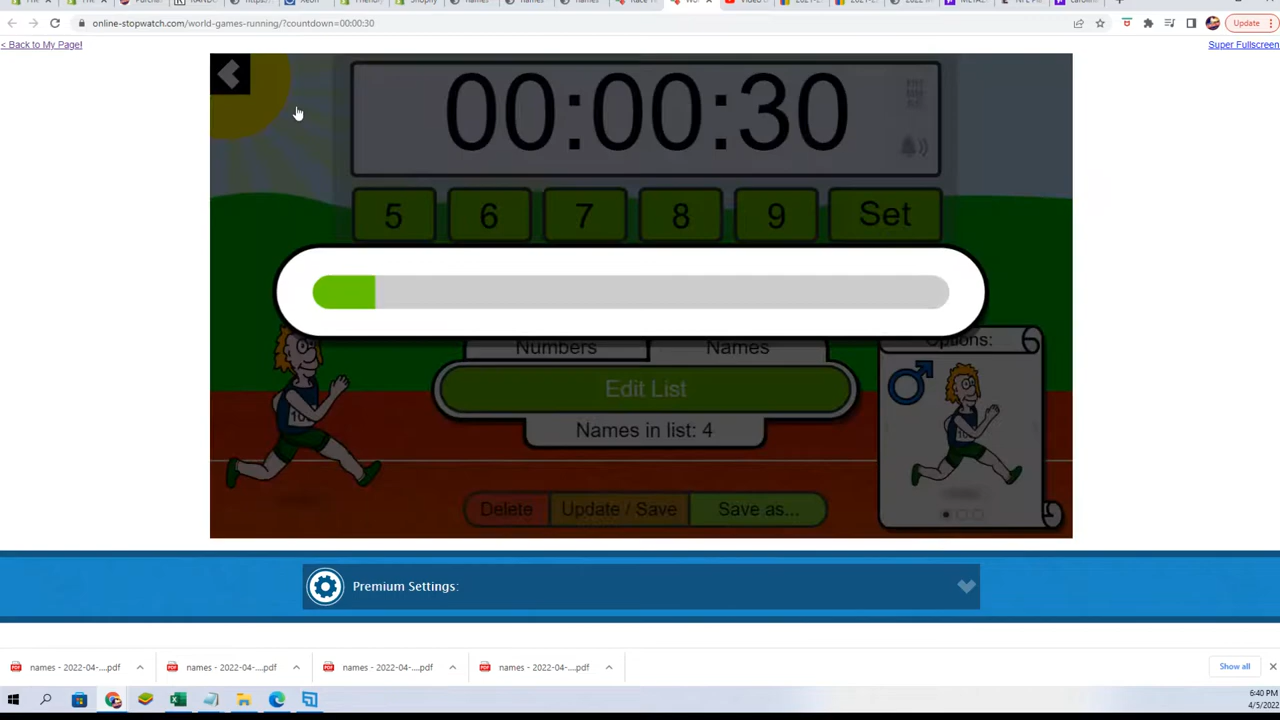 online-stopwatch.com/world-games-running/?countdown=00:00:30
Update
< Back to My Page!
Super Fullscreen
00:00:30
5 6 7 8 9 Set
Numbers Names
Options:
Edit List
Names in list: 4
Delete Update / Save Save as...
Premium Settings:
names - 2022-04-....pdf names - 2022-04-....pdf names - 2022-04-....pdf names - 2022-04-....pdf Show all
6:40 PM
4/5/2022